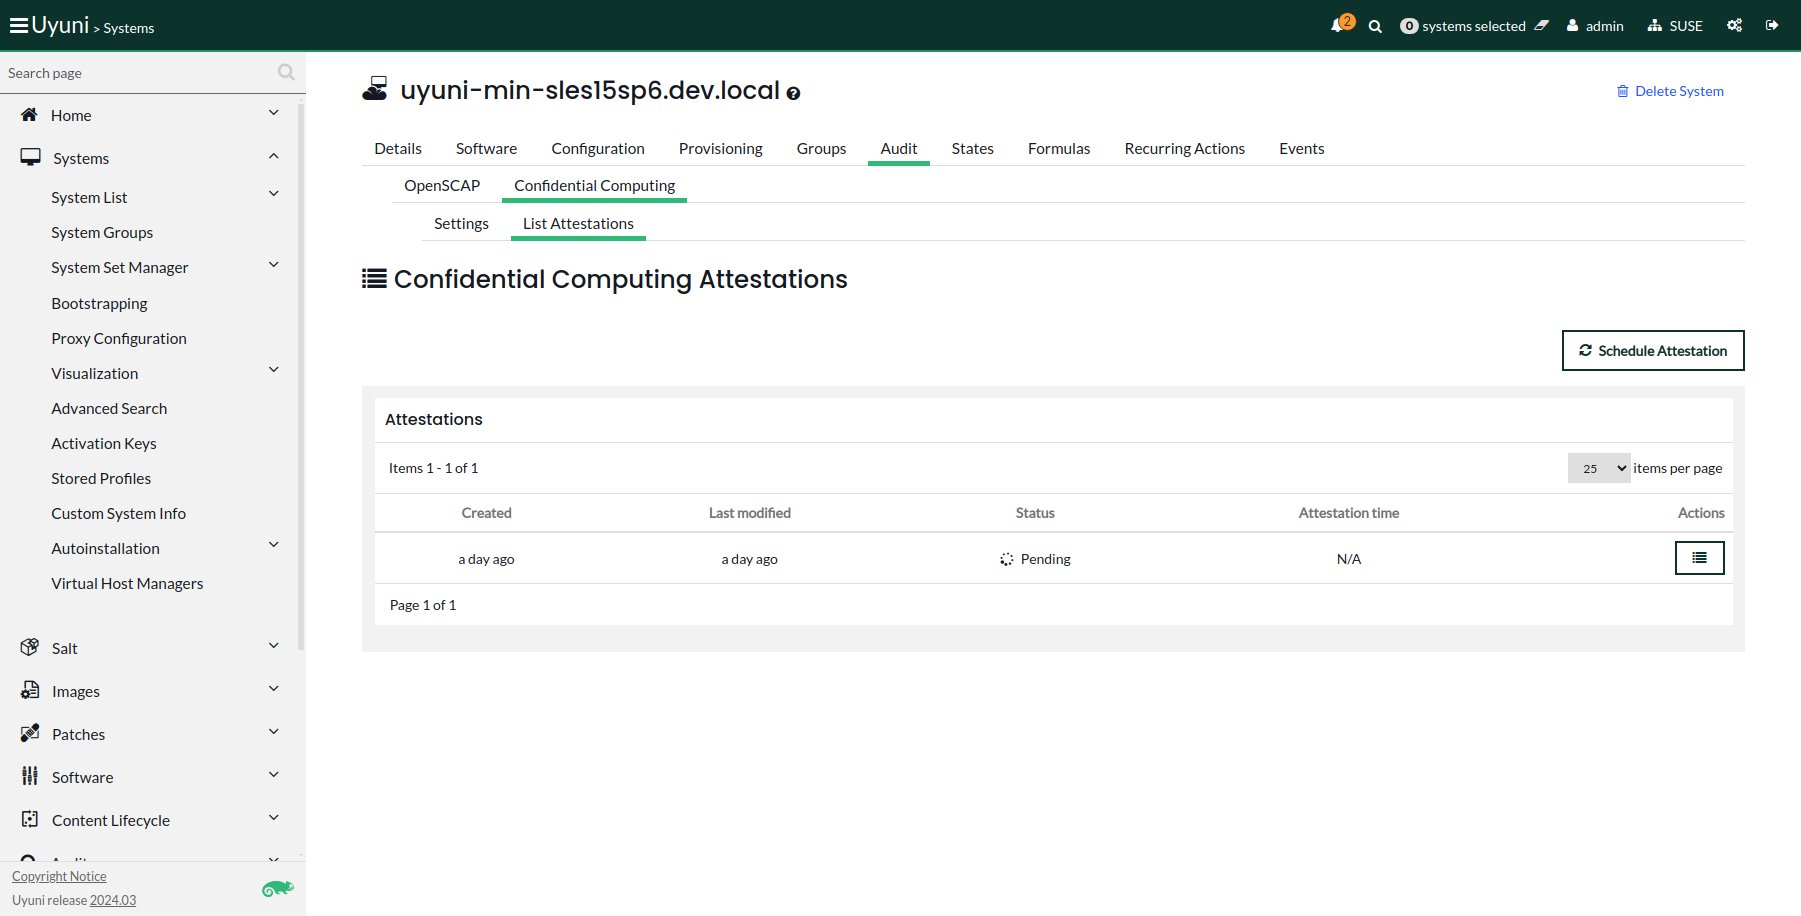 Uyuni > Systems
2
0 systems selected
admin
SUSE
Search page
Home
Systems
System List
System Groups
System Set Manager
Bootstrapping
Proxy Configuration
Visualization
Advanced Search
Activation Keys
Stored Profiles
Custom System Info
Autoinstallation
Virtual Host Managers
Salt
Images
Patches
Software
Content Lifecycle
Audit
Copyright Notice
Uyuni release 2024.03
uyuni-min-sles15sp6.dev.local ?
Delete System
Details Software Configuration Provisioning Groups Audit States Formulas Recurring Actions Events
OpenSCAP Confidential Computing
Settings List Attestations
Confidential Computing Attestations
Schedule Attestation
Attestations
Items 1 - 1 of 1
25 items per page
Created Last modified Status Attestation time Actions
a day ago a day ago Pending N/A
Page 1 of 1